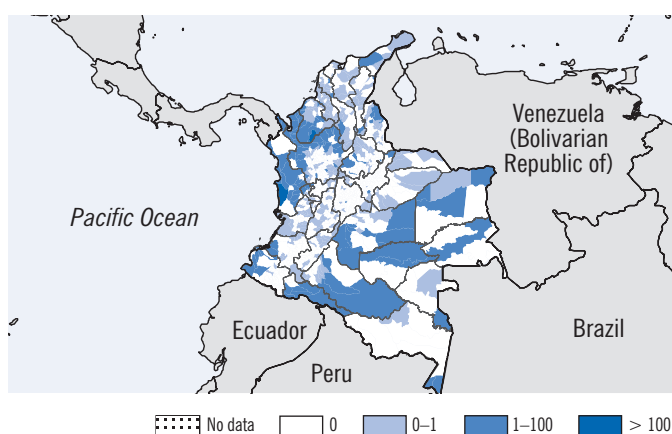 Venezuela
(Bolivarian
Republic of)
Pacific Ocean
Ecuador
Brazil
Peru
No data
0
0–1
1–100
> 100